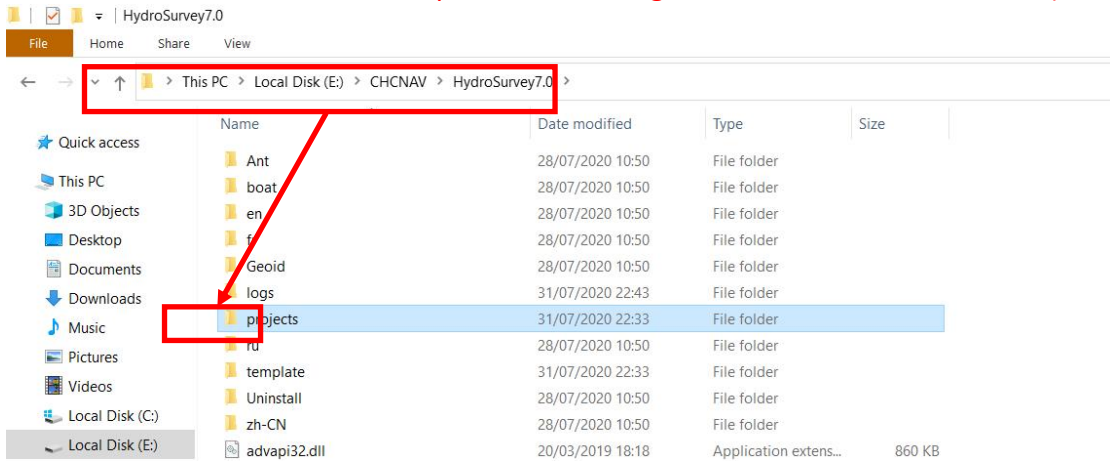 HydroSurvey7.0
File Home Share View
This PC > Local Disk (E:) > CHCNAV > HydroSurvey7.0 >
Name Date modified Type Size
Quick access
This PC
3D Objects
Desktop
Documents
Downloads
Music
Pictures
Videos
Local Disk (C:)
Local Disk (E:)
Ant 28/07/2020 10:50 File folder
boat 28/07/2020 10:50 File folder
en 28/07/2020 10:50 File folder
28/07/2020 10:50 File folder
Geoid 28/07/2020 10:50 File folder
logs 31/07/2020 22:43 File folder
projects 31/07/2020 22:33 File folder
ru 28/07/2020 10:50 File folder
template 31/07/2020 22:33 File folder
Uninstall 28/07/2020 10:50 File folder
zh-CN 28/07/2020 10:50 File folder
advapi32.dll 20/03/2019 18:18 Application extens... 860 KB